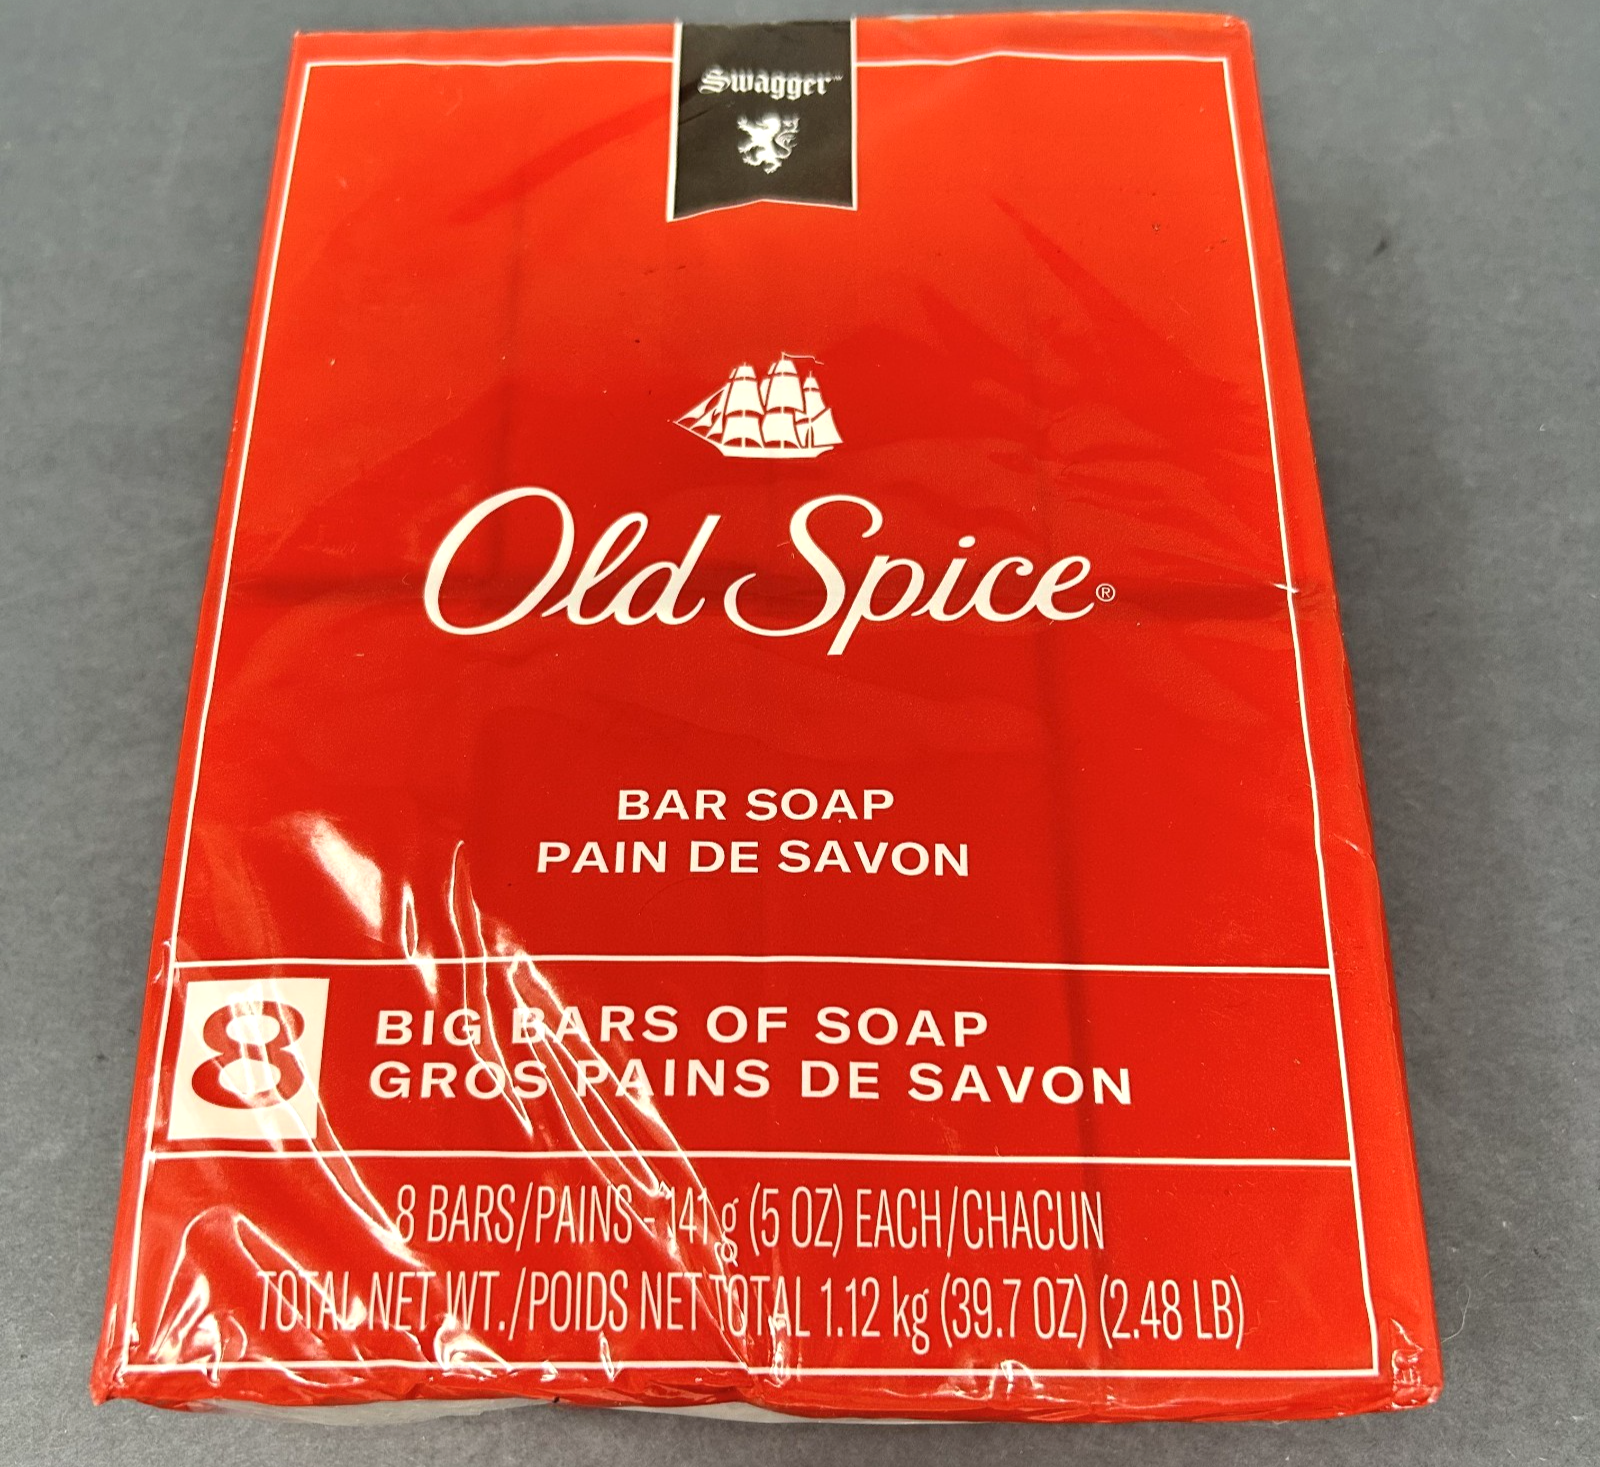 Swagger™
Old Spice®
BAR SOAP
PAIN DE SAVON
8
BIG BARS OF SOAP
GROS PAINS DE SAVON
8 BARS/PAINS - 141 g (5 OZ) EACH/CHACUN
TOTAL NET WT./POIDS NET TOTAL 1.12 kg (39.7 OZ) (2.48 LB)